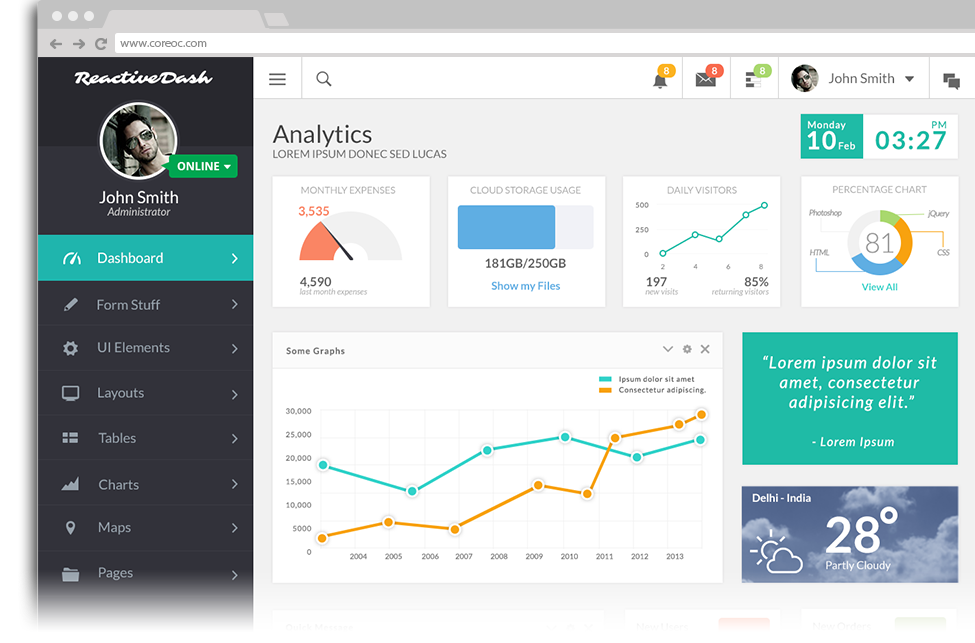 www.coreoc.com
ReactiveDash
8
8
8
John Smith
ONLINE
John Smith
Administrator
Dashboard
Form Stuff
UI Elements
Layouts
Tables
Charts
Maps
Pages
Analytics
LOREM IPSUM DONEC SED LUCAS
Monday
10 Feb
PM
03:27
MONTHLY EXPENSES
3,535
4,590
last month expenses
CLOUD STORAGE USAGE
181GB/250GB
Show my Files
DAILY VISITORS
500
250
0
2 4 6 8
197 85%
new visits returning visitors
PERCENTAGE CHART
Photoshop jQuery
81
HTML CSS
View All
Some Graphs
Ipsum dolor sit amet
Consectetur adipiscing.
30,000
25,000
20,000
15,000
10,000
5000
0
2004 2005 2006 2007 2008 2009 2010 2011 2012 2013
“Lorem ipsum dolor sit
amet, consectetur
adipisicing elit.”
- Lorem Ipsum
Delhi - India
28°
Partly Cloudy
New Users
New Orders